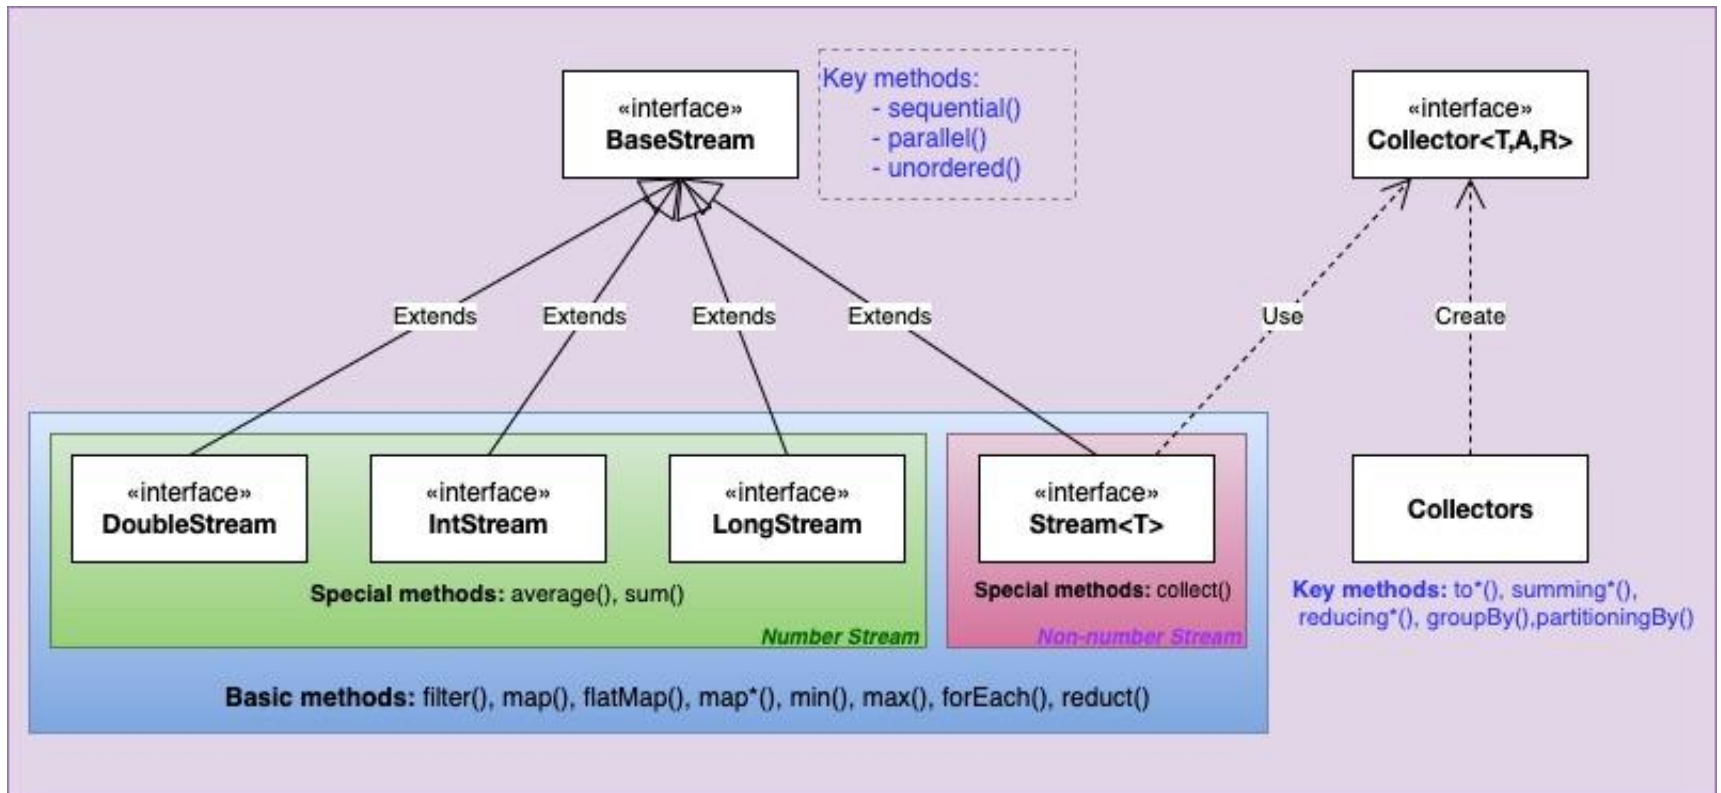 «interface»
BaseStream
Key methods:
- sequential()
- parallel()
- unordered()
«interface»
Collector<T,A,R>
Extends
Extends
Extends
Extends
Use
Create
«interface»
DoubleStream
«interface»
IntStream
«interface»
LongStream
«interface»
Stream<T>
Collectors
Special methods: average(), sum()
Number Stream
Special methods: collect()
Non-number Stream
Key methods: to*(), summing*(),
reducing*(), groupBy(),partitioningBy()
Basic methods: filter(), map(), flatMap(), map*(), min(), max(), forEach(), reduct()